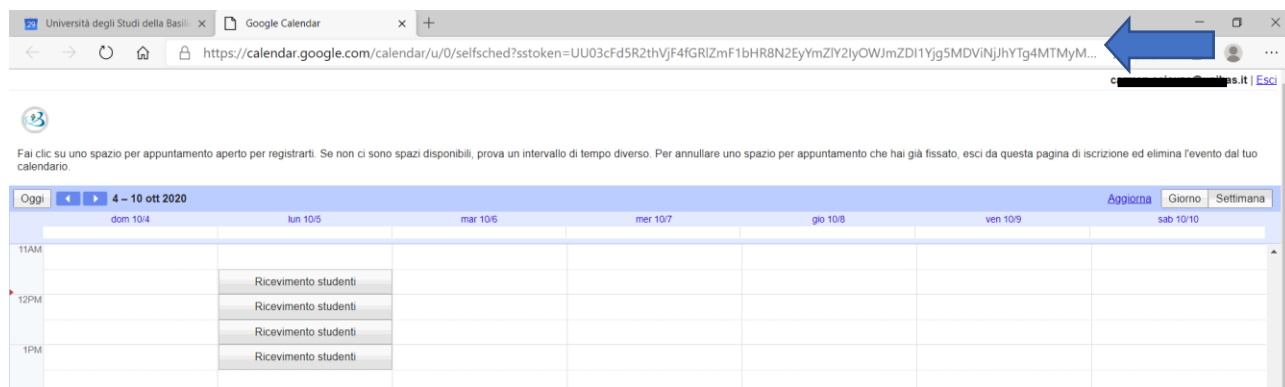 Università degli Studi della Basili
Google Calendar
https://calendar.google.com/calendar/u/0/selfsched?sstoken=UU03cFd5R2thVjF4fGRlZmF1bHR8N2EyYmZlY2IyOWJmZDI1Yjg5MDViNjJhYTg4MTMyM...
as.it | Esci
Fai clic su uno spazio per appuntamento aperto per registrarti. Se non ci sono spazi disponibili, prova un intervallo di tempo diverso. Per annullare uno spazio per appuntamento che hai già fissato, esci da questa pagina di iscrizione ed elimina l'evento dal tuo
calendario.
Oggi 4 – 10 ott 2020 Aggiorna Giorno Settimana
dom 10/4 lun 10/5 mar 10/6 mer 10/7 gio 10/8 ven 10/9 sab 10/10
11AM
Ricevimento studenti
12PM
Ricevimento studenti
Ricevimento studenti
1PM
Ricevimento studenti